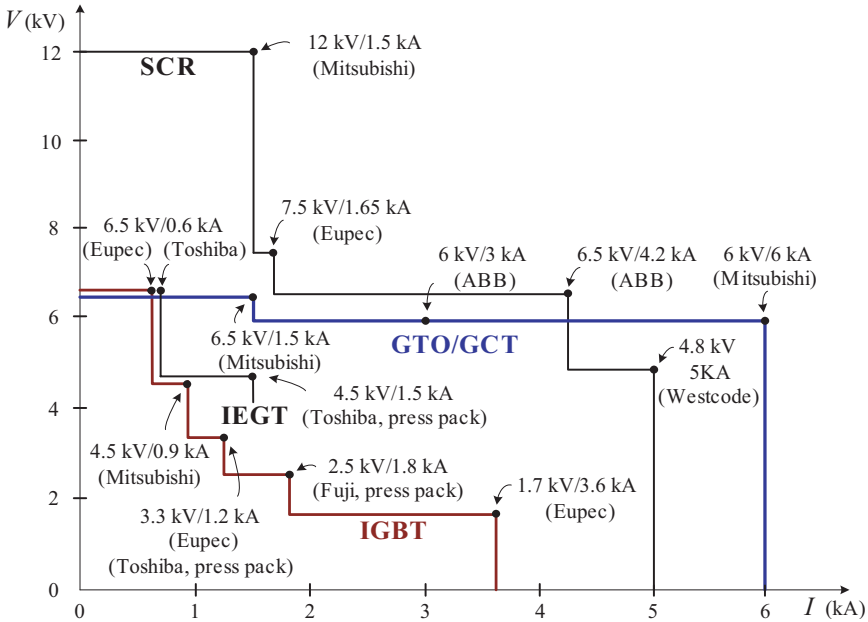 V (kV)
12
10
8
6
4
2
0
SCR
12 kV/1.5 kA
(Mitsubishi)
7.5 kV/1.65 kA
(Eupec)
6.5 kV/0.6 kA
(Eupec) (Toshiba)
6 kV/3 kA
(ABB)
6.5 kV/4.2 kA
(ABB)
6 kV/6 kA
(Mitsubishi)
6.5 kV/1.5 kA
(Mitsubishi)
GTO/GCT
4.8 kv
5KA
(Westcode)
4.5 kV/1.5 kA
(Toshiba, press pack)
IEGT
4.5 kV/0.9 kA
(Mitsubishi)
2.5 kV/1.8 kA
(Fuji, press pack)
1.7 kV/3.6 kA
(Eupec)
3.3 kV/1.2 kA
(Eupec)
(Toshiba, press pack)
IGBT
0 1 2 3 4 5 6 I (kA)